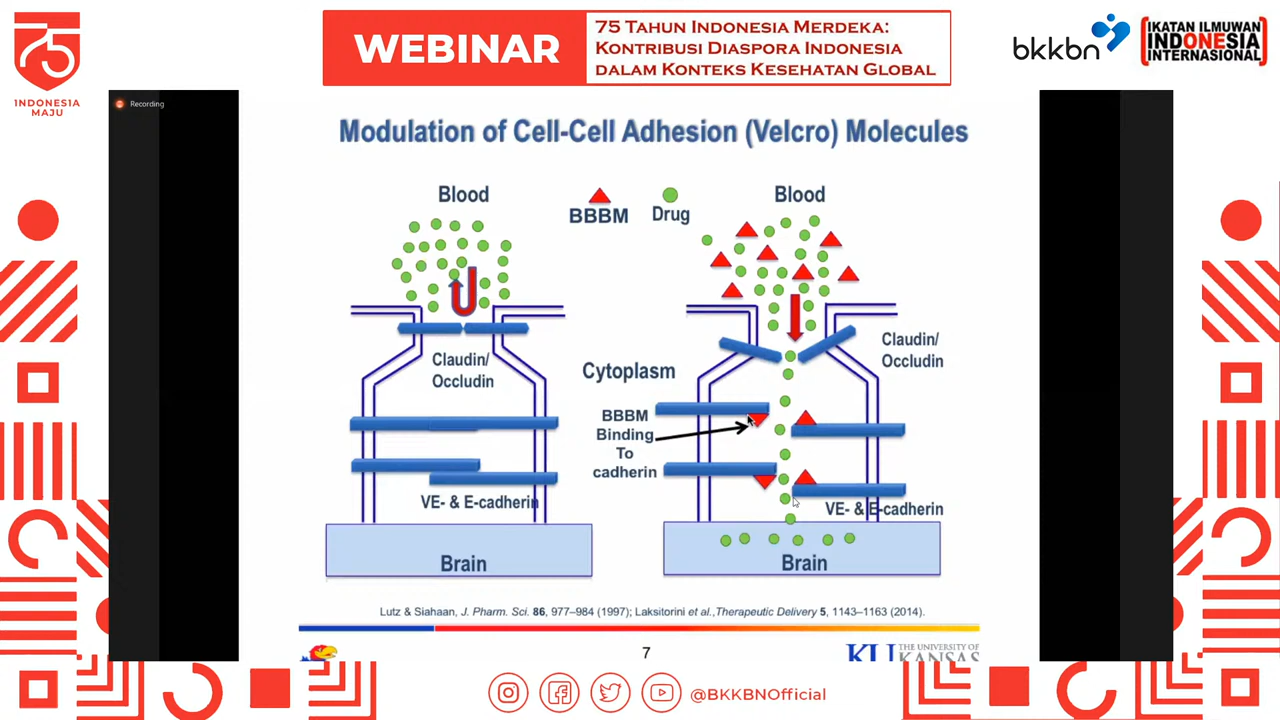 75
INDONESIA
MAJU
WEBINAR
75 TAHUN INDONESIA MERDEKA:
KONTRIBUSI DIASPORA INDONESIA
DALAM KONTEKS KESEHATAN GLOBAL
bkkbn
IKATAN ILMUWAN
INDONESIA
INTERNASIONAL
Recording
Modulation of Cell-Cell Adhesion (Velcro) Molecules
Blood
BBBM
Drug
Blood
Claudin/
Occludin
Cytoplasm
Claudin/
Occludin
BBBM
Binding
To
cadherin
VE- & E-cadherin
VE- & E-cadherin
Brain
Brain
Lutz & Siahaan, J. Pharm. Sci. 86, 977–984 (1997); Laksitorini et al.,Therapeutic Delivery 5, 1143–1163 (2014).
7
KU THE UNIVERSITY OF
KANSAS
@BKKBNOfficial